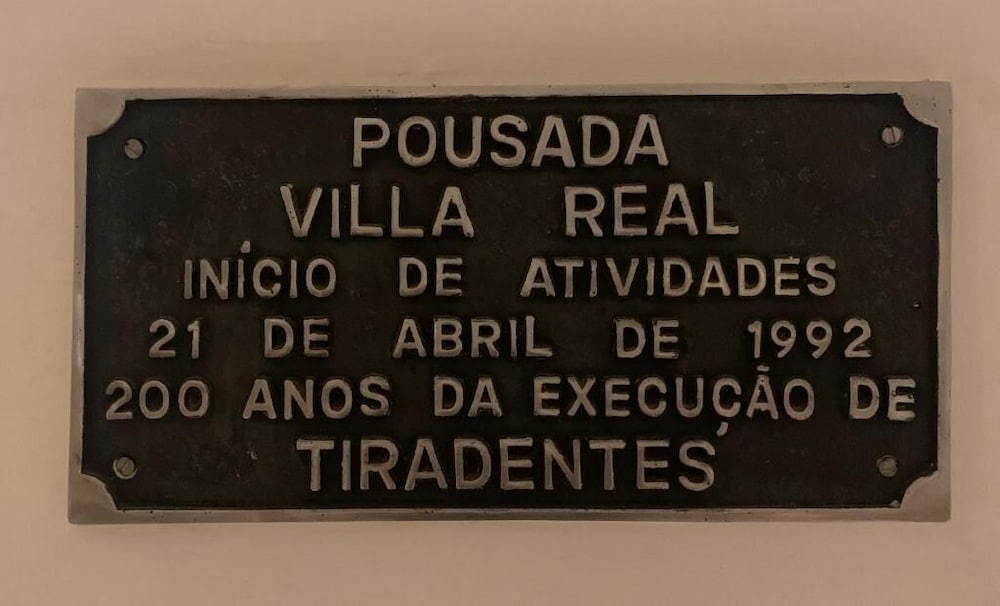 POUSADA
VILLA REAL
INÍCIO DE ATIVIDADES
21 DE ABRIL DE 1992
200 ANOS DA EXECUÇÃO DE
TIRADENTES